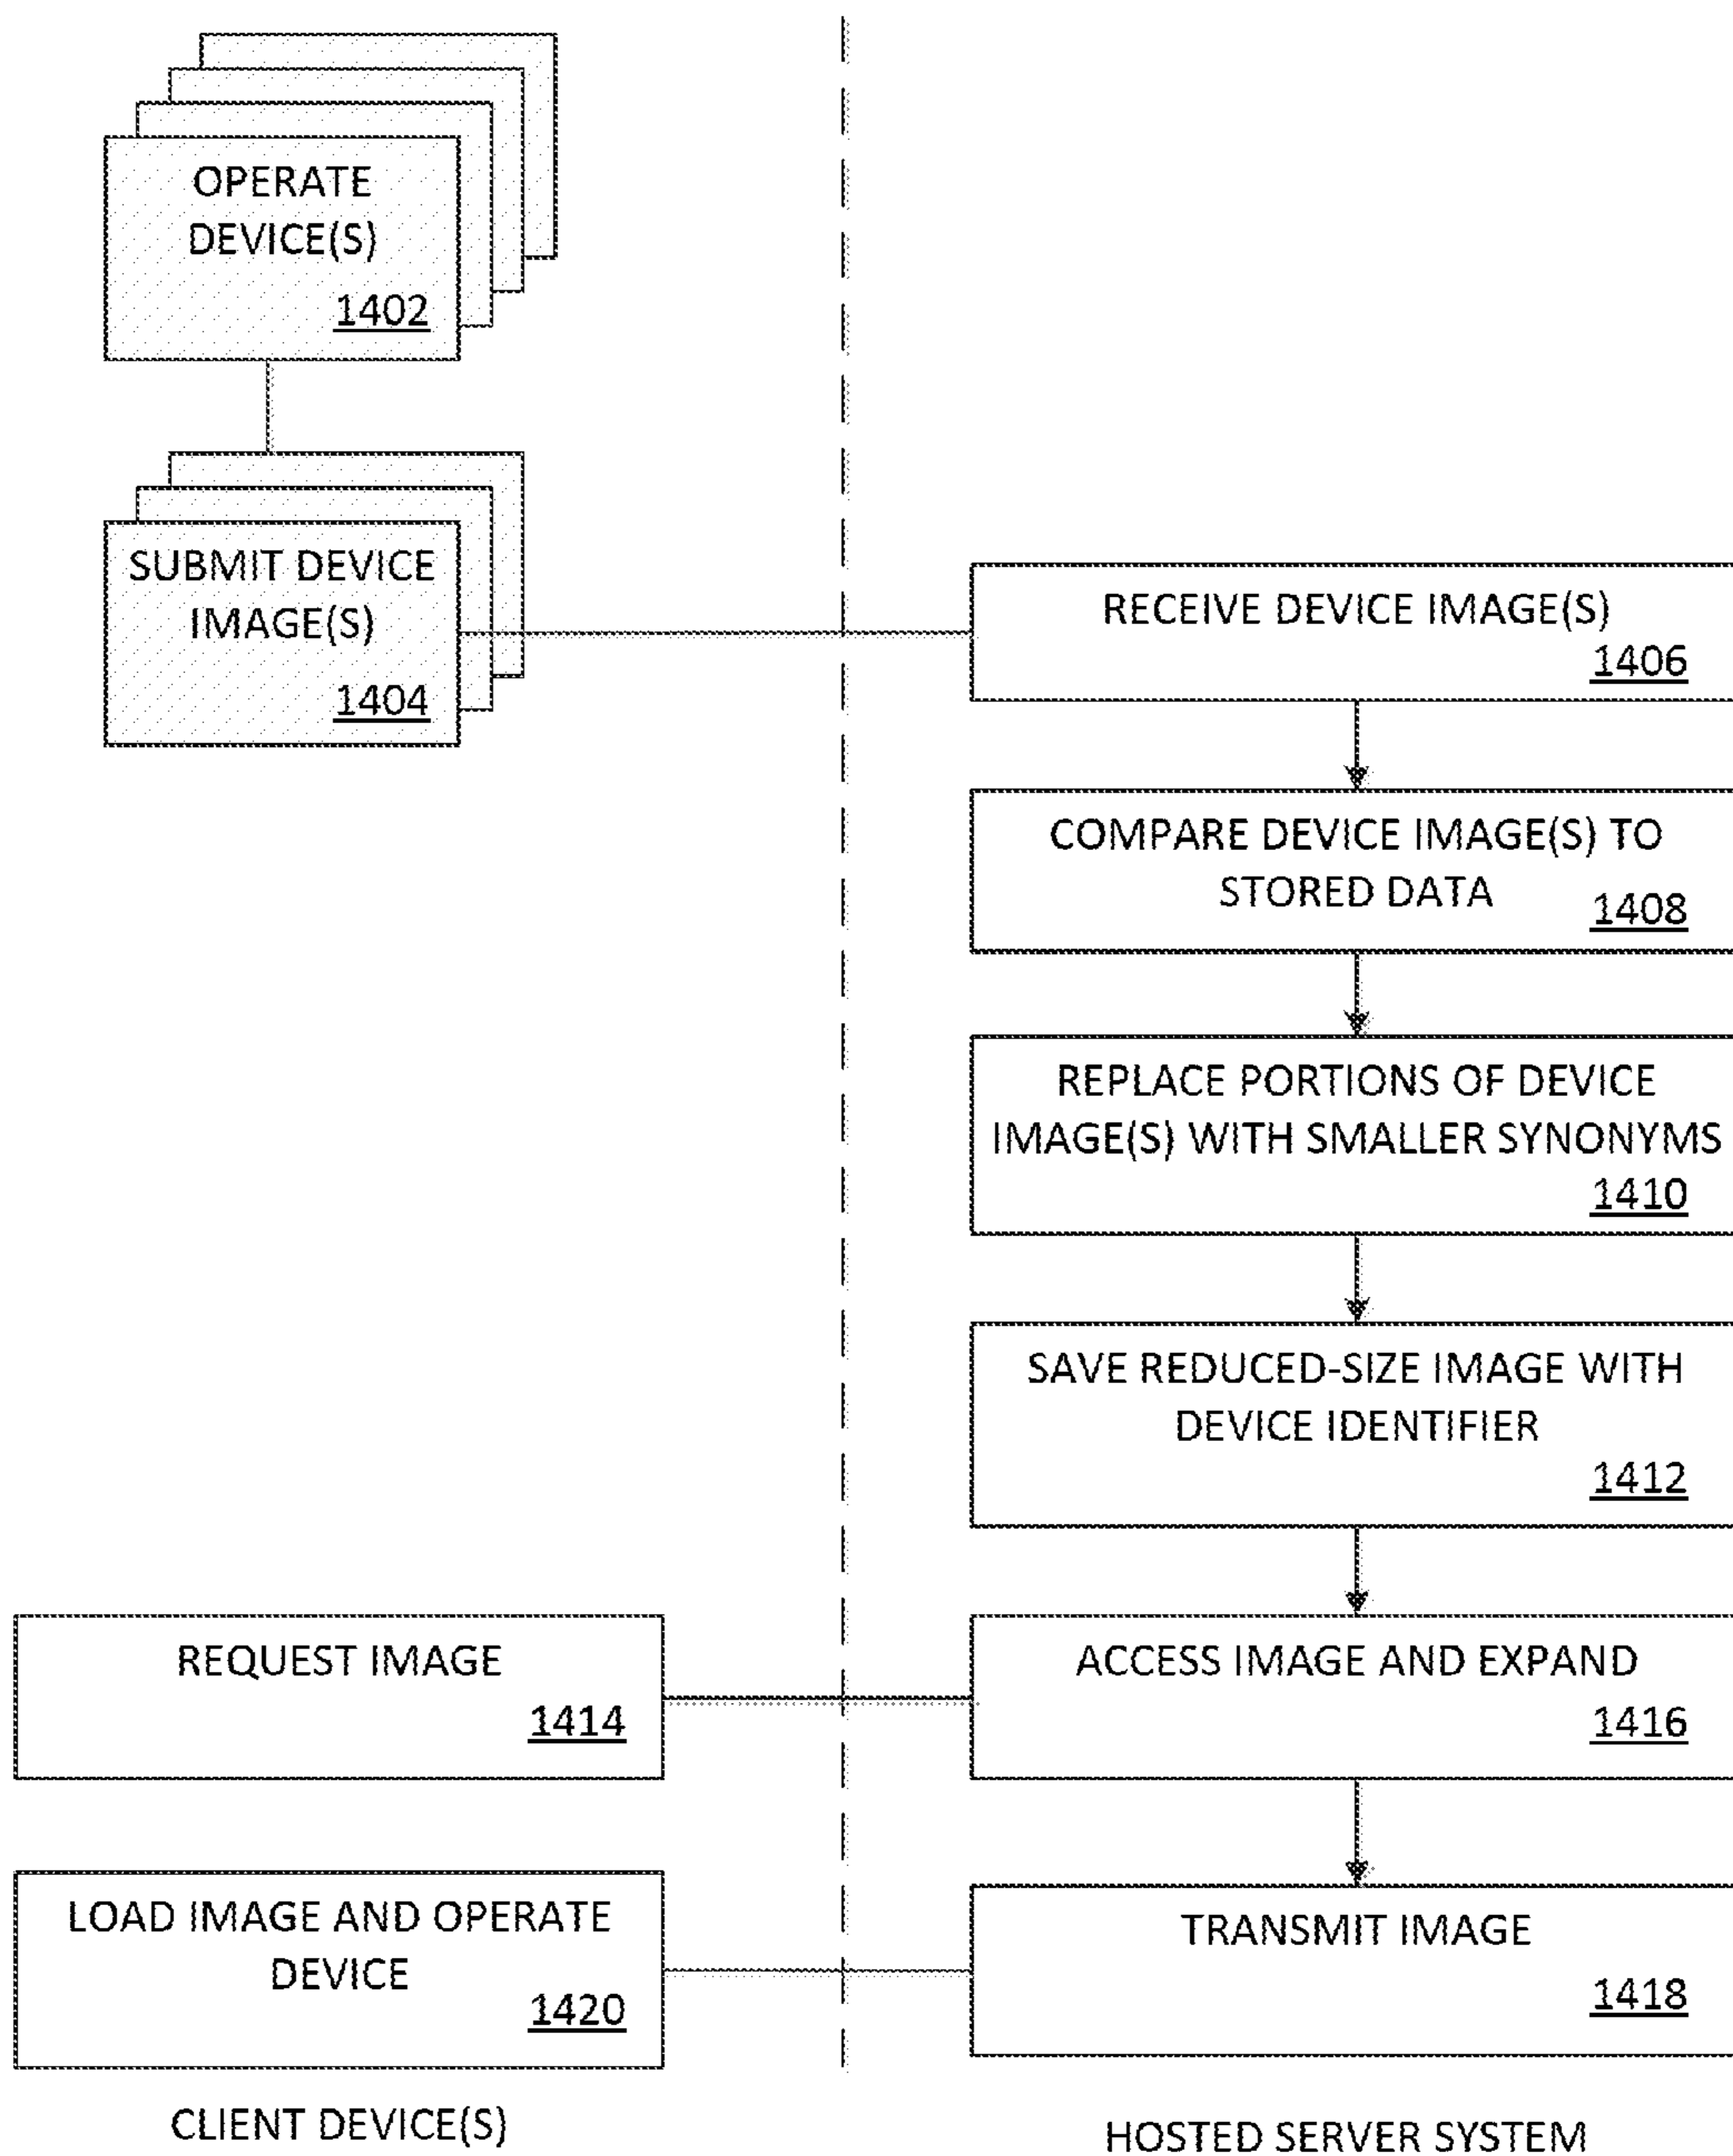 OPERATE
DEVICE(S)
1402
SUBMIT DEVICE
IMAGE(S)
1404
RECEIVE DEVICE IMAGE(S)
1406
COMPARE DEVICE IMAGE(S) TO
STORED DATA
1408
REPLACE PORTIONS OF DEVICE
IMAGE(S) WITH SMALLER SYNONYMS
1410
SAVE REDUCED-SIZE IMAGE WITH
DEVICE IDENTIFIER
1412
REQUEST IMAGE
1414
ACCESS IMAGE AND EXPAND
1416
TRANSMIT IMAGE
1418
LOAD IMAGE AND OPERATE
DEVICE
1420
CLIENT DEVICE(S)
HOSTED SERVER SYSTEM